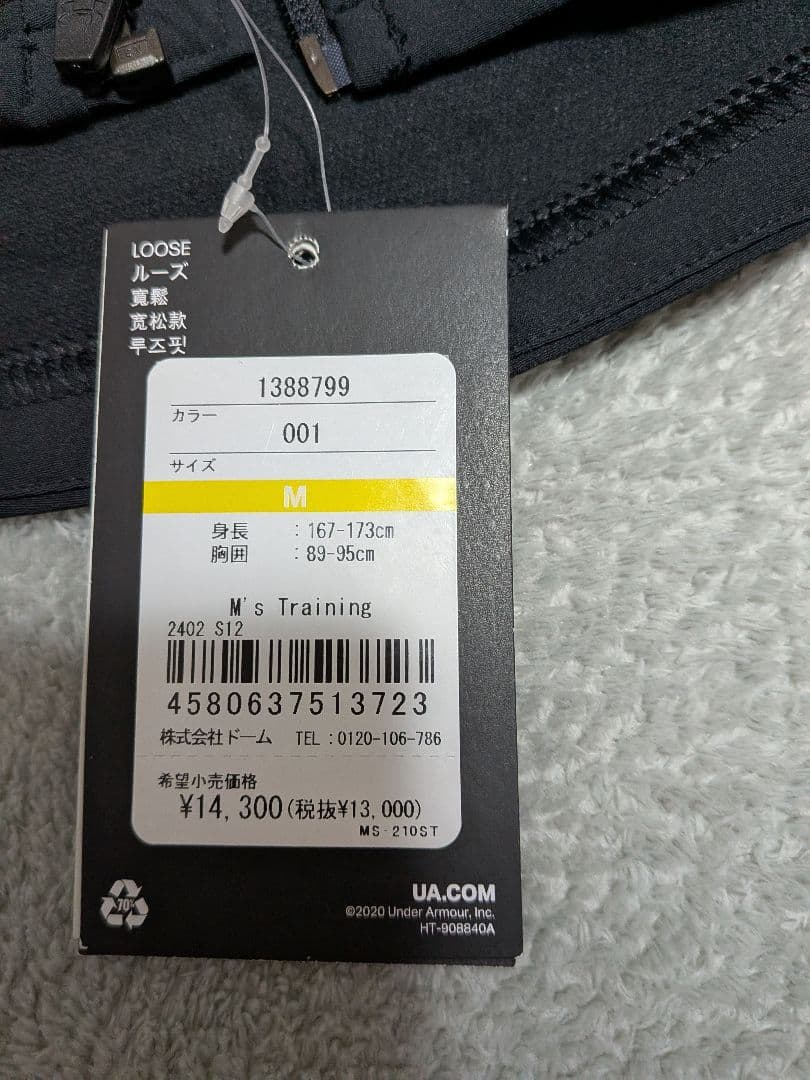 LOOSE
ルーズ
寬鬆
宽松款
루즈핏
1388799
カラー
001
サイズ
M
身長 : 167-173cm
胸囲 : 89-95cm
M's Training
2402 S12
4580637513723
株式会社ドーム TEL : 0120-106-786
希望小売価格
¥14,300(税抜¥13,000)
MS-210ST
70%
UA.COM
©2020 Under Armour, Inc.
HT-908840A